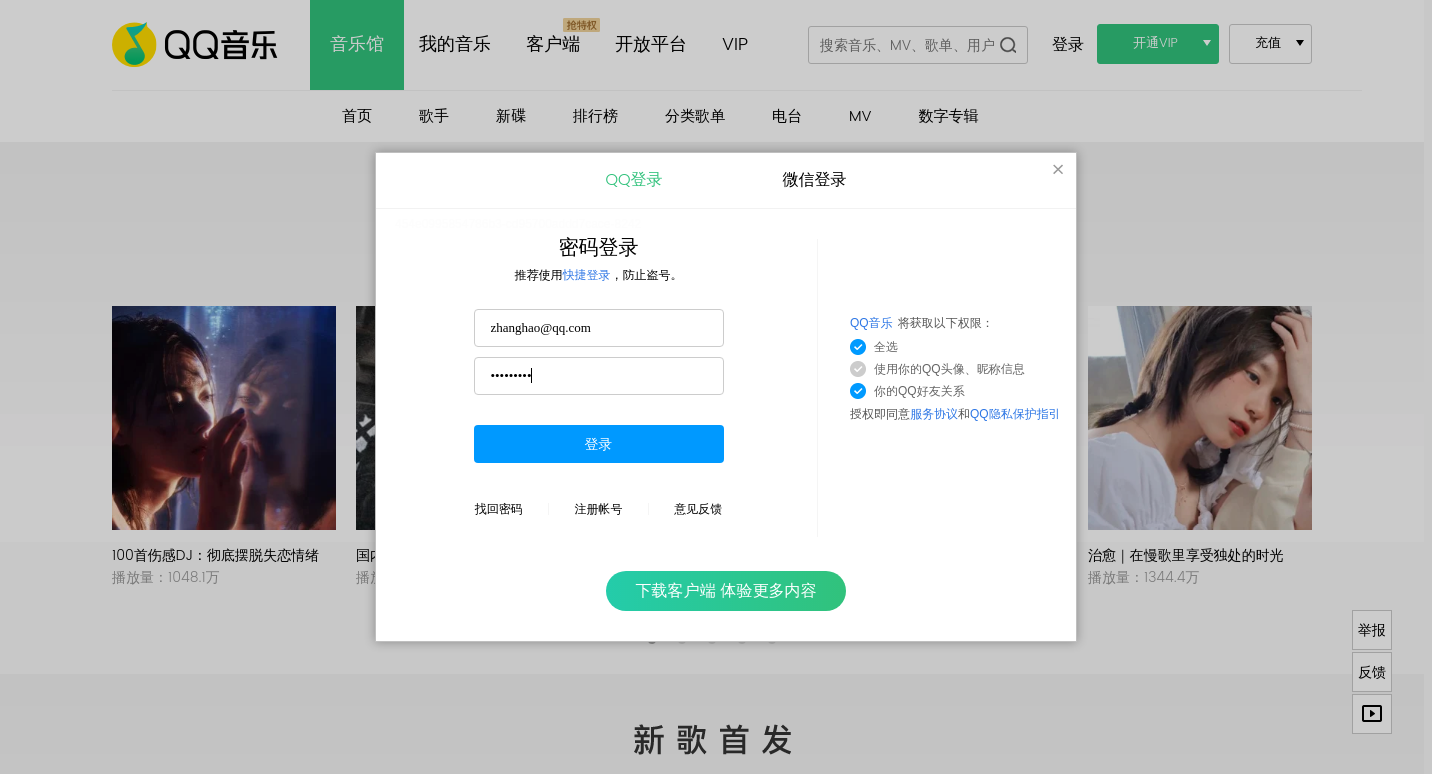 QQ音乐
音乐馆
我的音乐
客户端
抢特权
开放平台
VIP
搜索音乐、MV、歌单、用户
登录
开通VIP
充值
首页
歌手
新碟
排行榜
分类歌单
电台
MV
数字专辑
QQ登录
微信登录
密码登录
推荐使用快捷登录，防止盗号。
zhanghao@qq.com
•••••••••
登录
找回密码
注册帐号
意见反馈
QQ音乐 将获取以下权限：
全选
使用你的QQ头像、昵称信息
你的QQ好友关系
授权即同意服务协议和QQ隐私保护指引
下载客户端 体验更多内容
100首伤感DJ：彻底摆脱失恋情绪
播放量：1048.1万
国
播
治愈｜在慢歌里享受独处的时光
播放量：1344.4万
举报
反馈
新歌首发